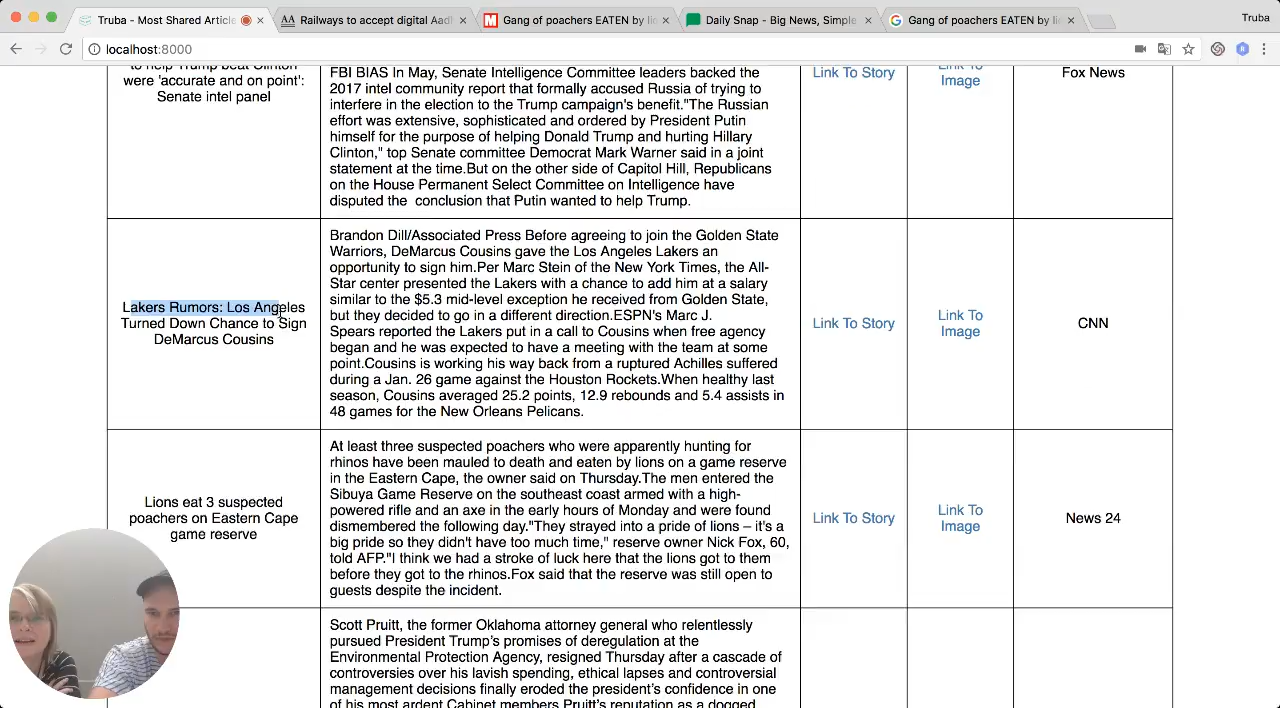 Truba - Most Shared Article
Railways to accept digital Aadl
Gang of poachers EATEN by li
Daily Snap - Big News, Simple
Gang of poachers EATEN by li
Truba
localhost:8000
to help Trump beat Clinton
were 'accurate and on point':
Senate intel panel
FBI BIAS In May, Senate Intelligence Committee leaders backed the
2017 intel community report that formally accused Russia of trying to
interfere in the election to the Trump campaign's benefit."The Russian
effort was extensive, sophisticated and ordered by President Putin
himself for the purpose of helping Donald Trump and hurting Hillary
Clinton," top Senate committee Democrat Mark Warner said in a joint
statement at the time.But on the other side of Capitol Hill, Republicans
on the House Permanent Select Committee on Intelligence have
disputed the conclusion that Putin wanted to help Trump.
Link To Story
Link To
Image
Fox News
Lakers Rumors: Los Angeles
Turned Down Chance to Sign
DeMarcus Cousins
Brandon Dill/Associated Press Before agreeing to join the Golden State
Warriors, DeMarcus Cousins gave the Los Angeles Lakers an
opportunity to sign him.Per Marc Stein of the New York Times, the All-
Star center presented the Lakers with a chance to add him at a salary
similar to the $5.3 mid-level exception he received from Golden State,
but they decided to go in a different direction.ESPN's Marc J.
Spears reported the Lakers put in a call to Cousins when free agency
began and he was expected to have a meeting with the team at some
point.Cousins is working his way back from a ruptured Achilles suffered
during a Jan. 26 game against the Houston Rockets.When healthy last
season, Cousins averaged 25.2 points, 12.9 rebounds and 5.4 assists in
48 games for the New Orleans Pelicans.
Link To Story
Link To
Image
CNN
Lions eat 3 suspected
poachers on Eastern Cape
game reserve
At least three suspected poachers who were apparently hunting for
rhinos have been mauled to death and eaten by lions on a game reserve
in the Eastern Cape, the owner said on Thursday.The men entered the
Sibuya Game Reserve on the southeast coast armed with a high-
powered rifle and an axe in the early hours of Monday and were found
dismembered the following day."They strayed into a pride of lions – it's a
big pride so they didn't have too much time," reserve owner Nick Fox, 60,
told AFP."I think we had a stroke of luck here that the lions got to them
before they got to the rhinos.Fox said that the reserve was still open to
guests despite the incident.
Link To Story
Link To
Image
News 24
Scott Pruitt, the former Oklahoma attorney general who relentlessly
pursued President Trump's promises of deregulation at the
Environmental Protection Agency, resigned Thursday after a cascade of
controversies over his lavish spending, ethical lapses and controversial
management decisions finally eroded the president's confidence in one
of his most ardent Cabinet members.Pruitt's reputation as a dogged